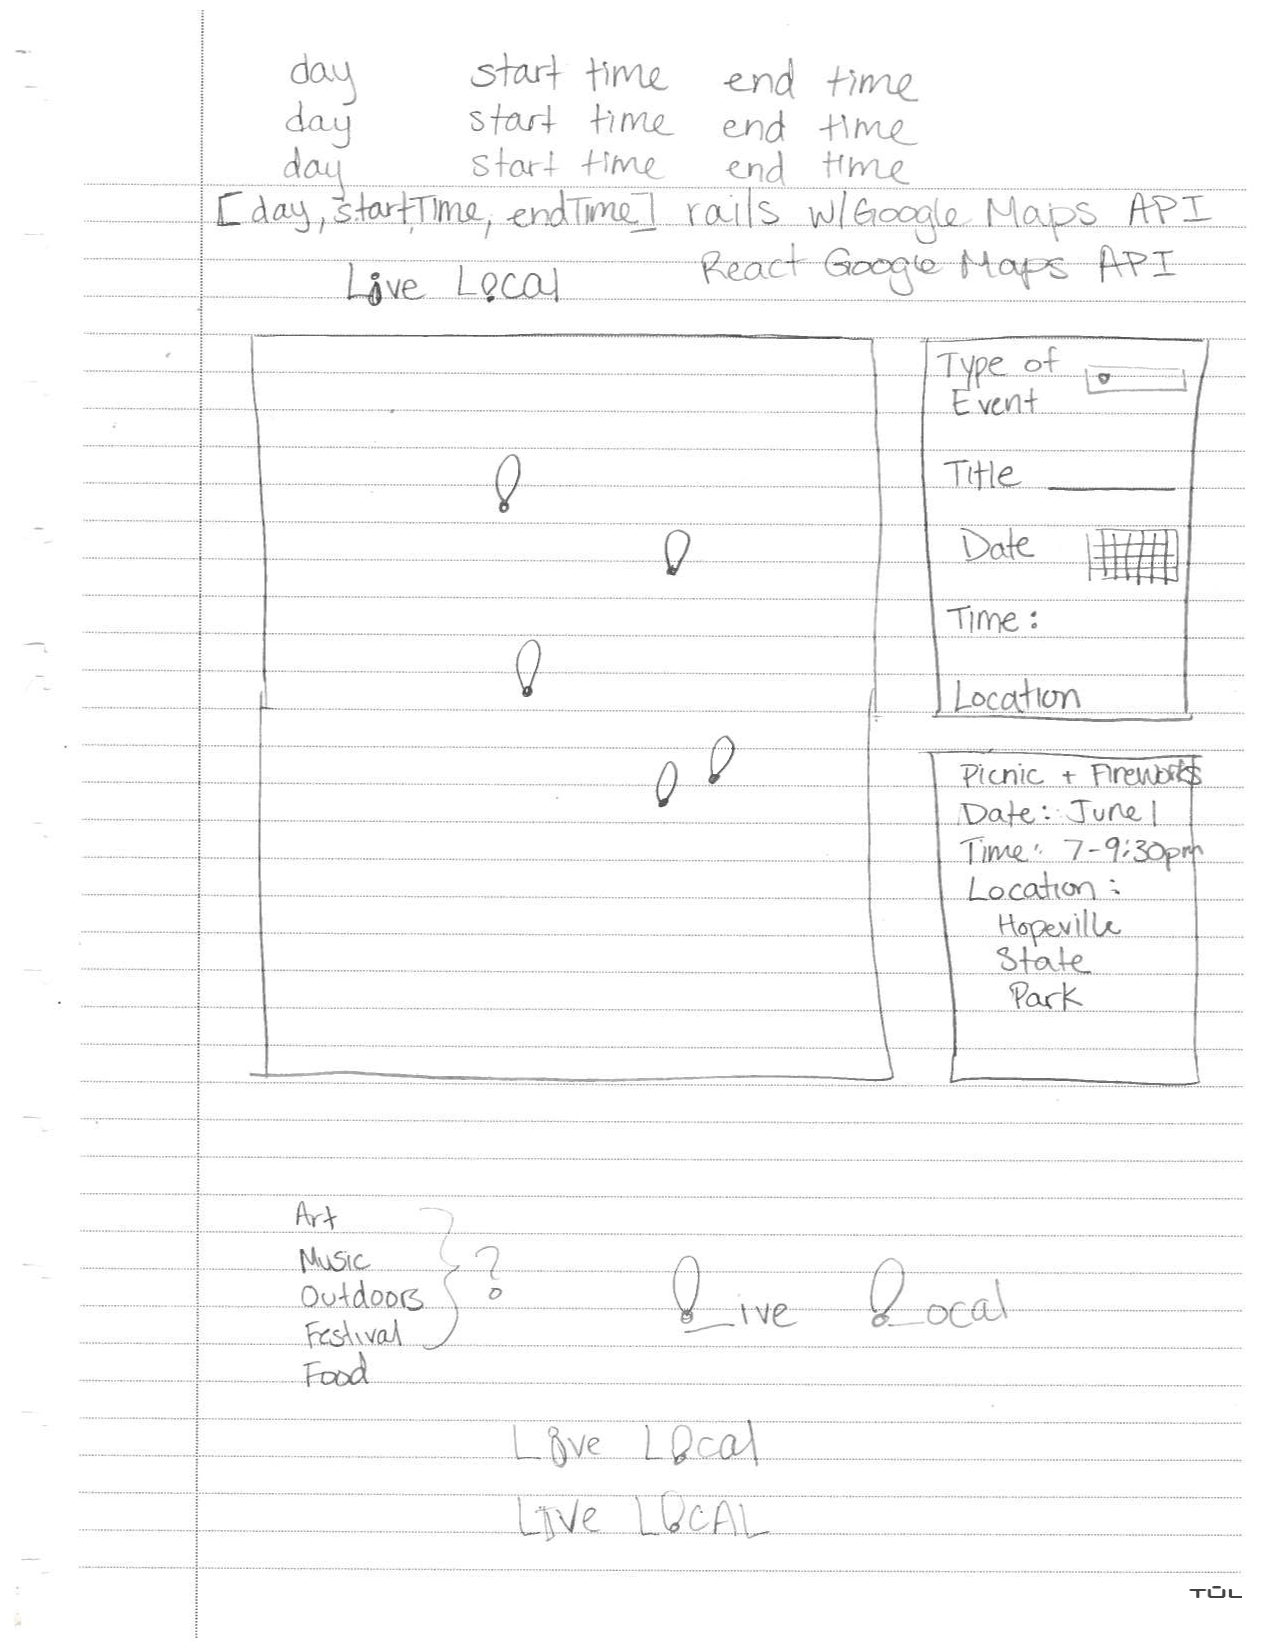 day start time end time
day start time end time
day start time end time
[day, startTime, endTime] rails w/Google Maps API
React Google Maps API
Live Local
Type of
Event
Title
Date
Time:
Location
Picnic + Fireworks
Date: June 1
Time: 7-9:30pm
Location:
Hopeville
State
Park
Art
Music
Outdoors
Festival
Food
?
Live Local
Live Local
LIVE LOCAL
TŪL